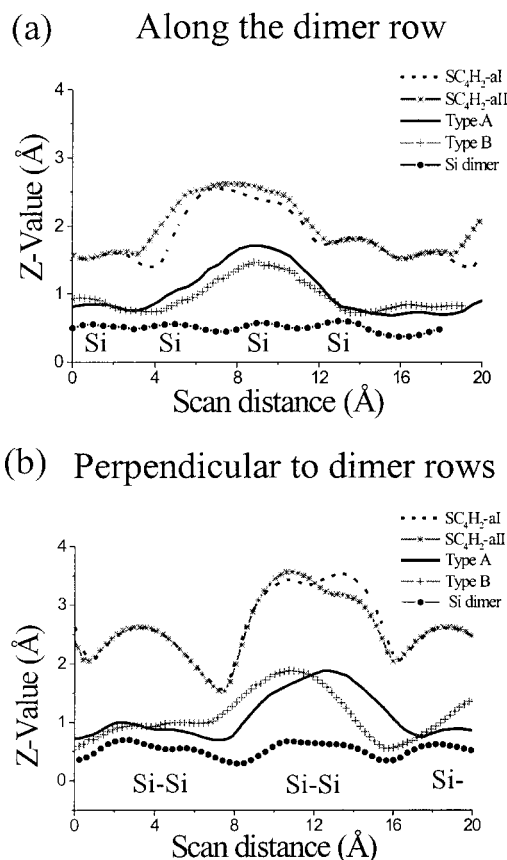 (a) Along the dimer row
SC₄H₂-aI
SC₄H₂-aII
Type A
Type B
Si dimer
4
3
2
1
0
Z-Value (Å)
Si Si Si Si
0 4 8 12 16 20
Scan distance (Å)
(b) Perpendicular to dimer rows
SC₄H₂-aI
SC₄H₂-aII
Type A
Type B
Si dimer
4
3
2
1
0
Z-Value (Å)
Si-Si Si-Si Si-
0 4 8 12 16 20
Scan distance (Å)